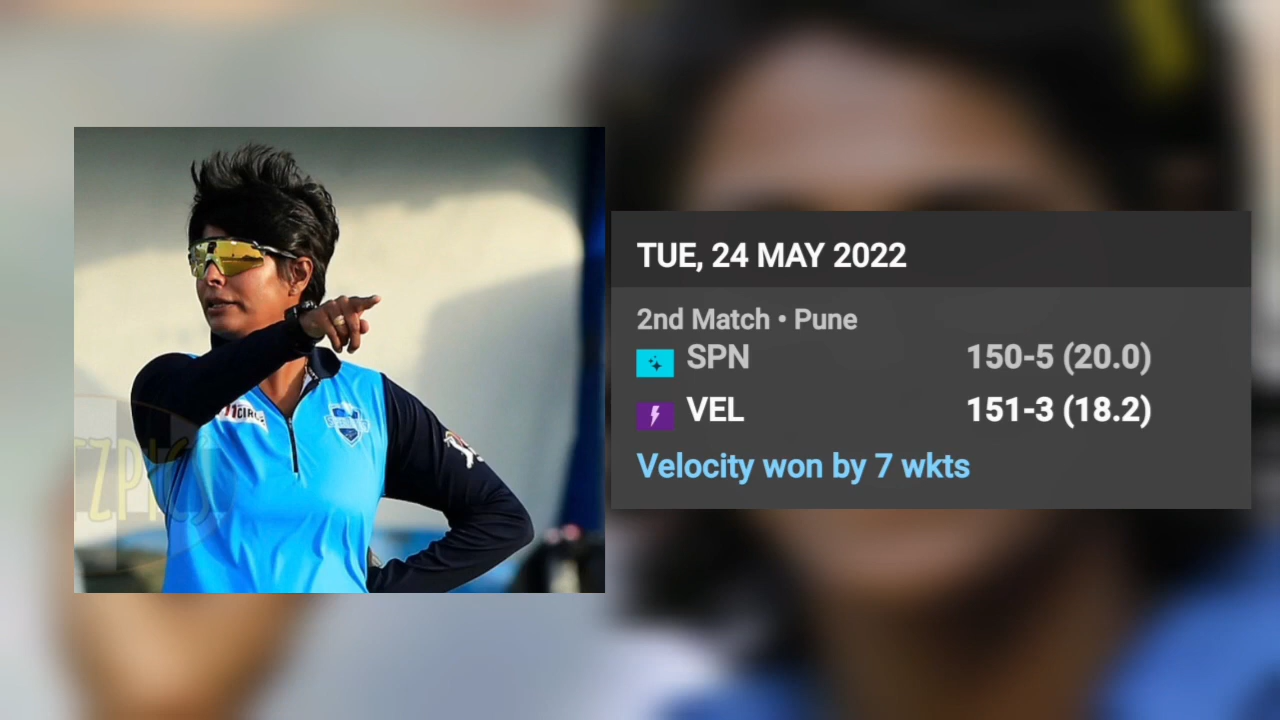 TUE, 24 MAY 2022
2nd Match • Pune
SPN 150-5 (20.0)
VEL 151-3 (18.2)
Velocity won by 7 wkts